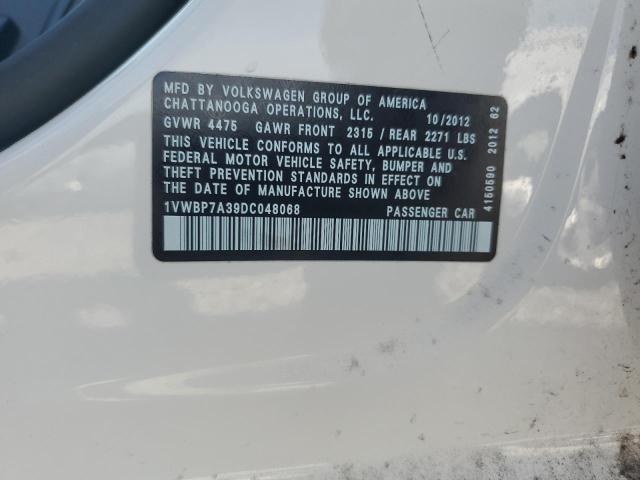 MFD BY VOLKSWAGEN GROUP OF AMERICA
CHATTANOOGA OPERATIONS, LLC. 10/2012
GVWR 4475 GAWR FRONT 2315 / REAR 2271 LBS
THIS VEHICLE CONFORMS TO ALL APPLICABLE U.S.
FEDERAL MOTOR VEHICLE SAFETY, BUMPER AND
THEFT PREVENTION STANDARDS IN EFFECT ON
THE DATE OF MANUFACTURE SHOWN ABOVE
1VWBP7A39DC048068 PASSENGER CAR
4150590 2012 62